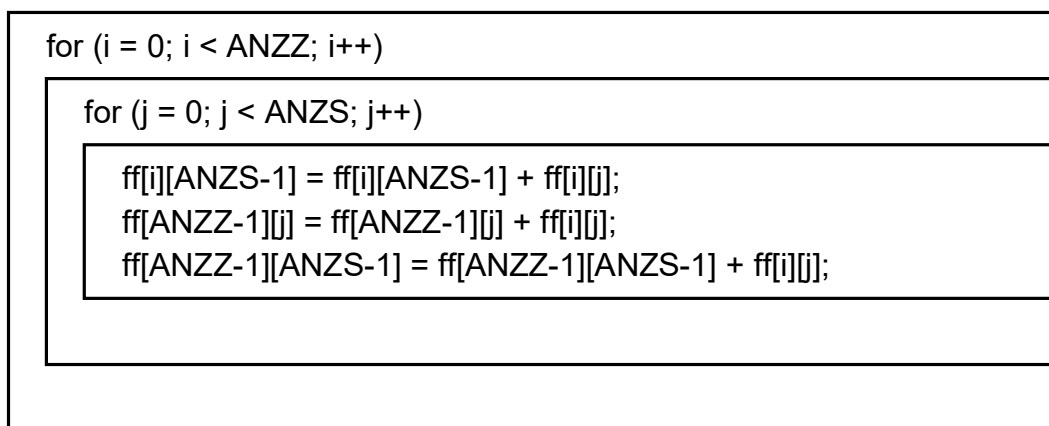 for (i = 0; i < ANZZ; i++)
for (j = 0; j < ANZS; j++)
ff[i][ANZS-1] = ff[i][ANZS-1] + ff[i][j];
ff[ANZZ-1][j] = ff[ANZZ-1][j] + ff[i][j];
ff[ANZZ-1][ANZS-1] = ff[ANZZ-1][ANZS-1] + ff[i][j];